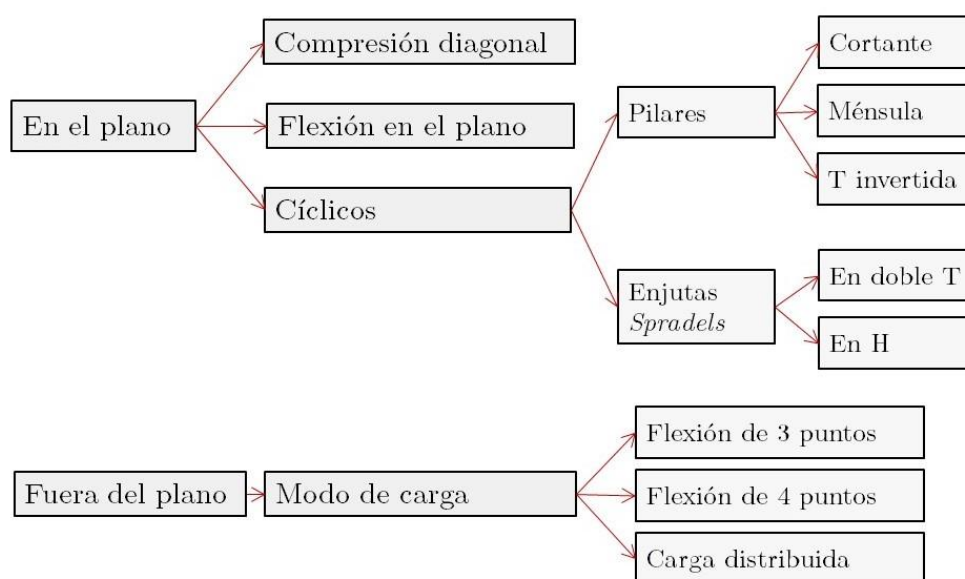 En el plano
Compresión diagonal
Flexión en el plano
Cíclicos
Pilares
Cortante
Ménsula
T invertida
Enjutas
Spradels
En doble T
En H
Fuera del plano
Modo de carga
Flexión de 3 puntos
Flexión de 4 puntos
Carga distribuida